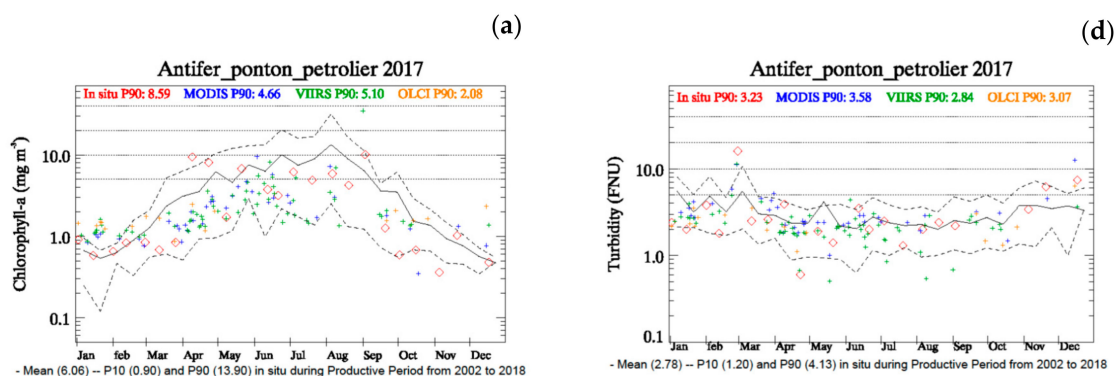 (a)
Antifer_ponton_petrolier 2017
In situ P90: 8.59 MODIS P90: 4.66 VIIRS P90: 5.10 OLCI P90: 2.08
Chlorophyll-a (mg m⁻³)
10.0
1.0
0.1
Jan feb Mar Apr May Jun Jul Aug Sep Oct Nov Dec
- Mean (6.06) -- P10 (0.90) and P90 (13.90) in situ during Productive Period from 2002 to 2018
(d)
Antifer_ponton_petrolier 2017
In situ P90: 3.23 MODIS P90: 3.58 VIIRS P90: 2.84 OLCI P90: 3.07
Turbidity (FNU)
10.0
1.0
0.1
Jan feb Mar Apr May Jun Jul Aug Sep Oct Nov Dec
- Mean (2.78) -- P10 (1.20) and P90 (4.13) in situ during Productive Period from 2002 to 2018